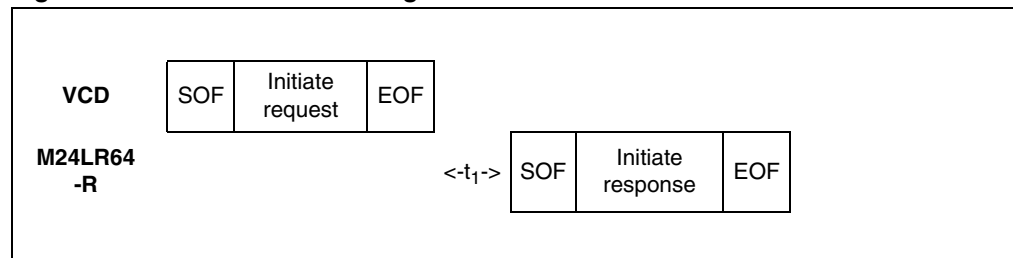 VCD
SOF
Initiate
request
EOF
M24LR64
-R
<-t₁->
SOF
Initiate
response
EOF